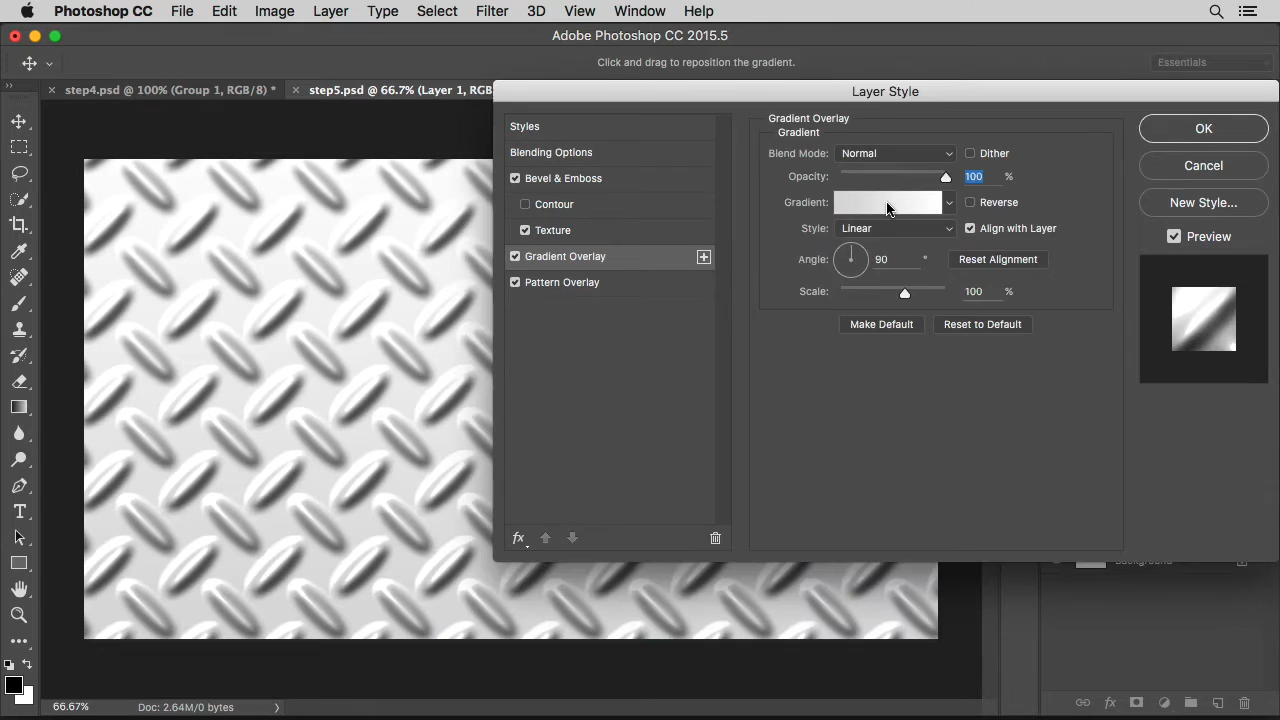 Photoshop CC File Edit Image Layer Type Select Filter 3D View Window Help
Adobe Photoshop CC 2015.5
Click and drag to reposition the gradient.
Essentials
step4.psd @ 100% (Group 1, RGB/8) *
step5.psd @ 66.7% (Layer 1, RGB
Layer Style
Styles
Blending Options
Bevel & Emboss
Contour
Texture
Gradient Overlay
Pattern Overlay
fx
Gradient Overlay
Gradient
Blend Mode: Normal Dither
Opacity: 100 %
Gradient: Reverse
Style: Linear Align with Layer
Angle: 90 ° Reset Alignment
Scale: 100 %
Make Default Reset to Default
OK
Cancel
New Style...
Preview
Background
fx
66.67% Doc: 2.64M/0 bytes